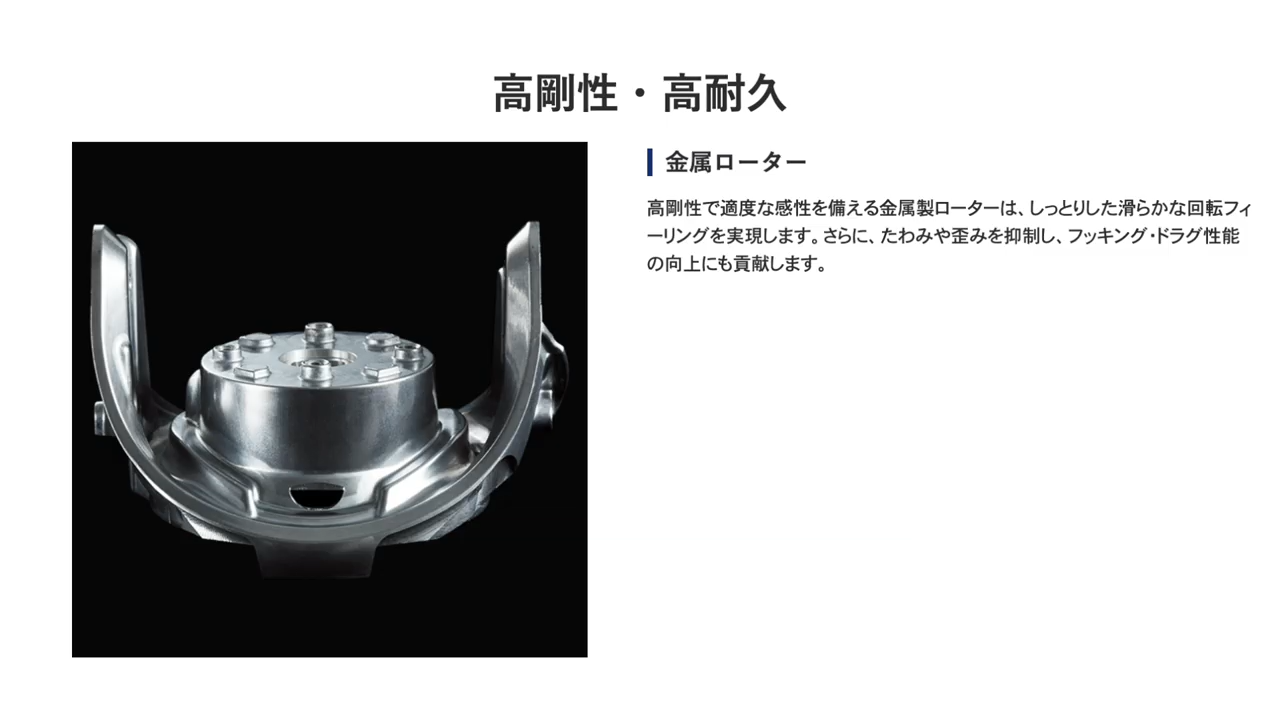 高剛性・高耐久
金属ローター
高剛性で適度な感性を備える金属製ローターは、しっとりした滑らかな回転フィ
ーリングを実現します。さらに、たわみや歪みを抑制し、フッキング・ドラグ性能
の向上にも貢献します。